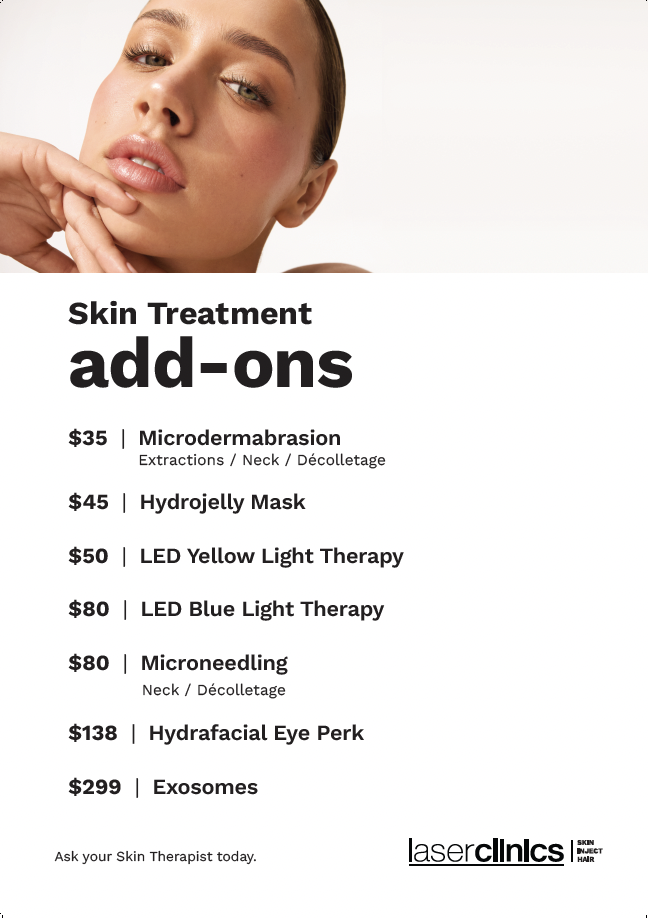 Skin Treatment
add-ons
$35 | Microdermabrasion
Extractions / Neck / Décolletage
$45 | Hydrojelly Mask
$50 | LED Yellow Light Therapy
$80 | LED Blue Light Therapy
$80 | Microneedling
Neck / Décolletage
$138 | Hydrafacial Eye Perk
$299 | Exosomes
Ask your Skin Therapist today.
laserclinics | SKIN
INJECT
HAIR